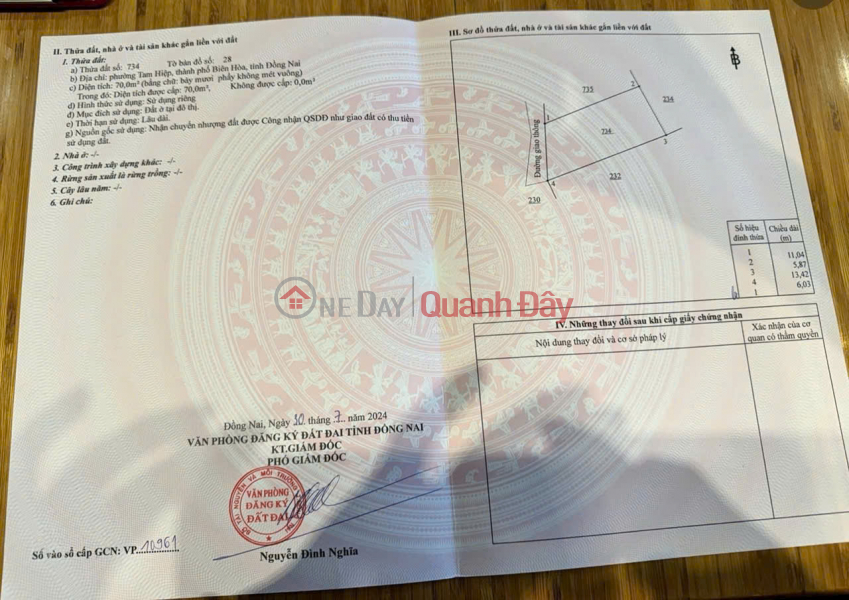 II. Thửa đất, nhà ở và tài sản khác gắn liền với đất
1. Thửa đất:
a) Thửa đất số: 734 Tờ bản đồ số: 28
b) Địa chỉ: phường Tam Hiệp, thành phố Biên Hòa, tỉnh Đồng Nai
c) Diện tích: 70,0m² (bằng chữ: bảy mươi phẩy không mét vuông)
Trong đó: Diện tích được cấp: 70,0m², Không được cấp: 0,0m²
d) Hình thức sử dụng: Sử dụng riêng
đ) Mục đích sử dụng: Đất ở tại đô thị.
e) Thời hạn sử dụng: Lâu dài.
g) Nguồn gốc sử dụng: Nhận chuyển nhượng đất được Công nhận QSDĐ như giao đất có thu tiền
sử dụng đất.
2. Nhà ở: -/-
3. Công trình xây dựng khác: -/-
4. Rừng sản xuất là rừng trồng: -/-
5. Cây lâu năm: -/-
6. Ghi chú:
Đồng Nai, Ngày 30 tháng 7 năm 2024
VĂN PHÒNG ĐĂNG KÝ ĐẤT ĐAI TỈNH ĐỒNG NAI
KT.GIÁM ĐỐC
PHÓ GIÁM ĐỐC
VĂN PHÒNG
ĐĂNG KÝ
ĐẤT ĐAI
Nguyễn Đình Nghĩa
Số vào sổ cấp GCN: VP 10961
III. Sơ đồ thửa đất, nhà ở và tài sản khác gắn liền với đất
B
735
2
234
1
Đường giao thông
734
3
4
232
230
Số hiệu đỉnh thửa
Chiều dài (m)
1
11,04
2
5,87
3
13,42
4
6,03
1
IV. Những thay đổi sau khi cấp giấy chứng nhận
Nội dung thay đổi và cơ sở pháp lý
Xác nhận của cơ
quan có thẩm quyền
ONE DAY Quanh Đây